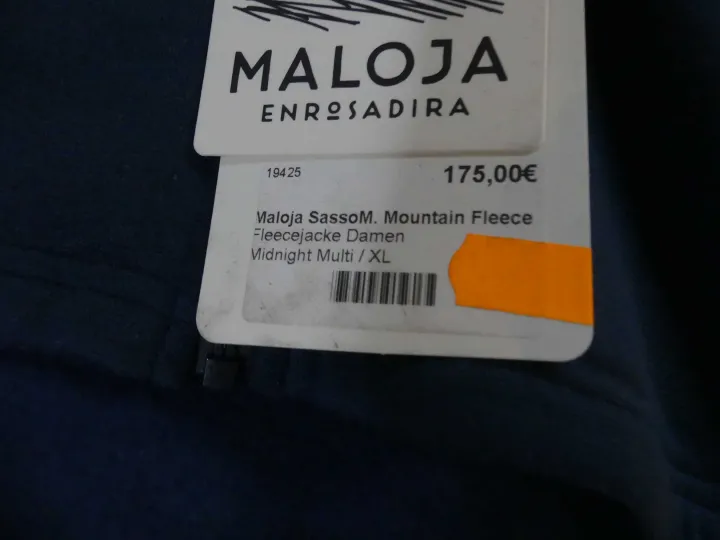 MALOJA
ENROSADIRA
19425 175,00€
Maloja SassoM. Mountain Fleece
Fleecejacke Damen
Midnight Multi / XL